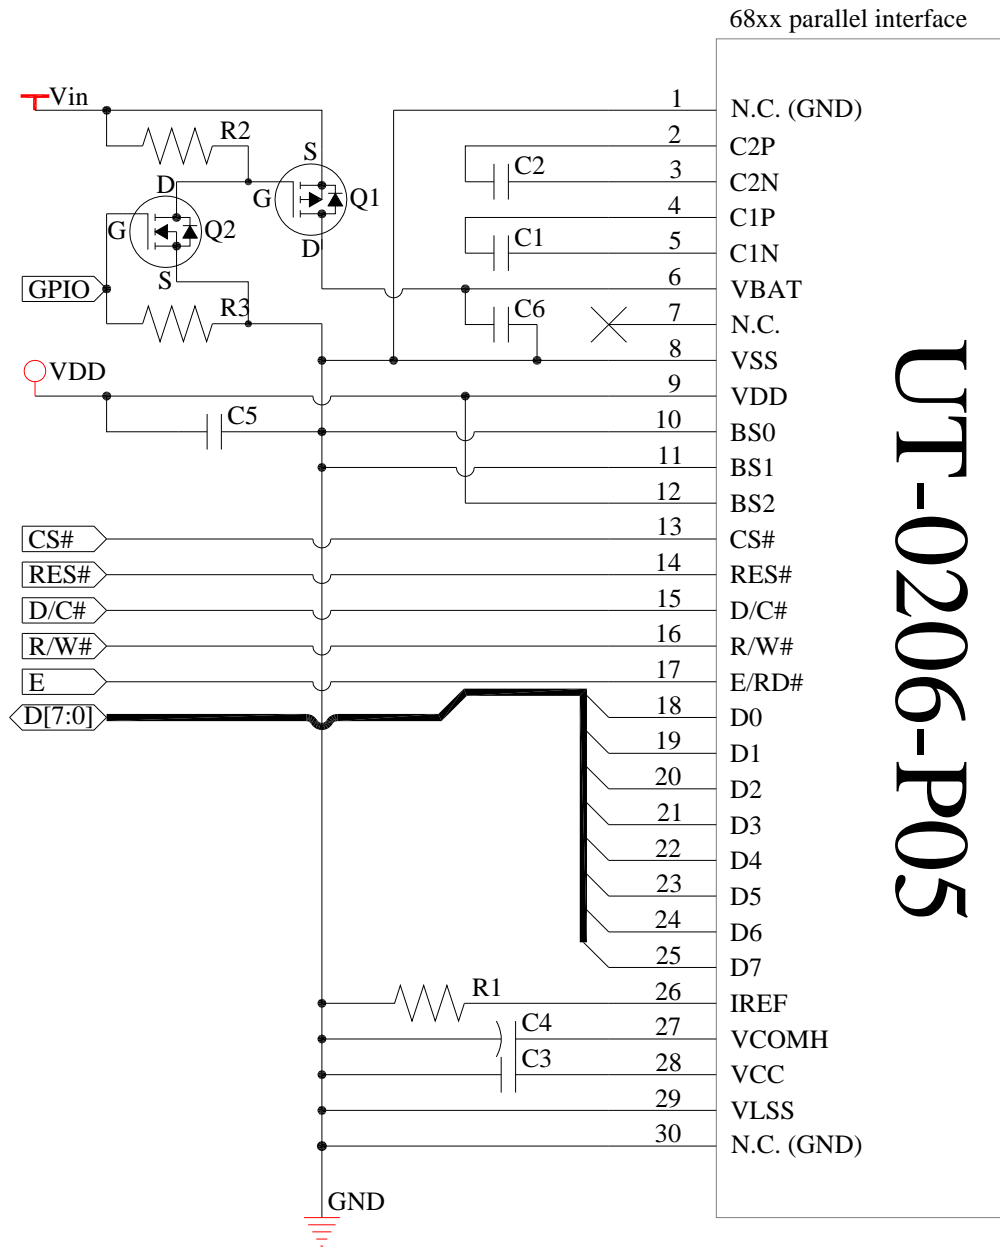 68xx parallel interface
Vin
R2
S
G
Q1
D
D
G
Q2
S
GPIO
R3
VDD
C5
C2
C1
C6
1 N.C. (GND)
2 C2P
3 C2N
4 C1P
5 C1N
6 VBAT
7 N.C.
8 VSS
9 VDD
10 BS0
11 BS1
12 BS2
CS# 13 CS#
RES# 14 RES#
D/C# 15 D/C#
R/W# 16 R/W#
E 17 E/RD#
D[7:0] 18 D0
19 D1
20 D2
21 D3
22 D4
23 D5
24 D6
25 D7
R1 26 IREF
C4 27 VCOMH
C3 28 VCC
29 VLSS
30 N.C. (GND)
GND
UT-0206-P05